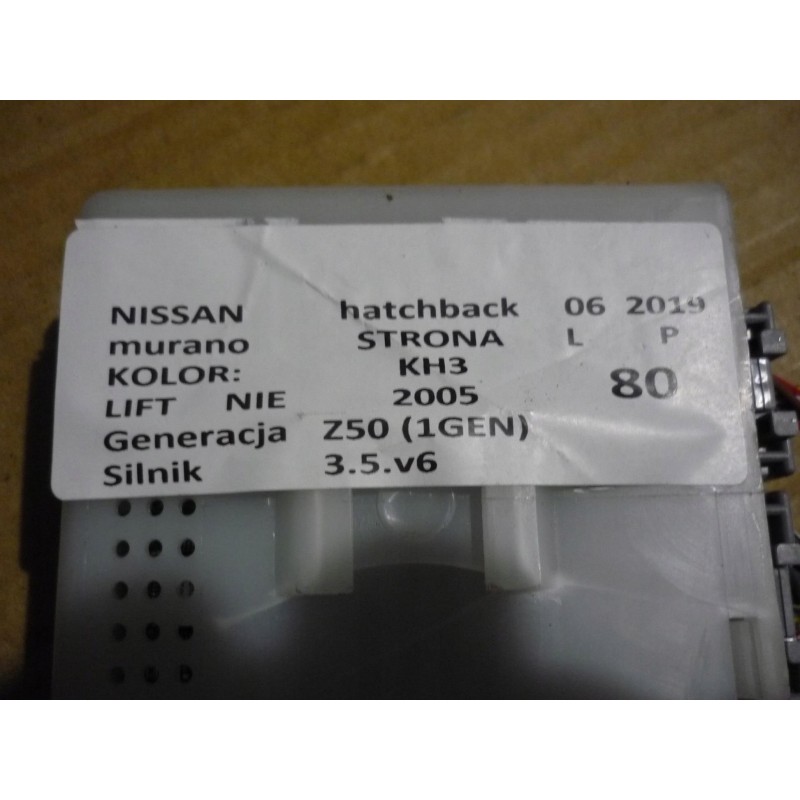 NISSAN hatchback 06 2019
murano STRONA L P
KOLOR: KH3 80
LIFT NIE 2005
Generacja Z50 (1GEN)
Silnik 3.5.v6